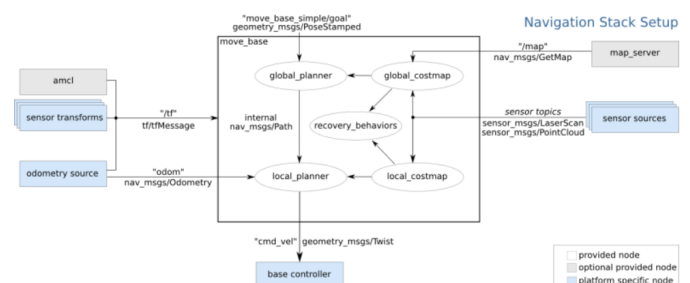 Navigation Stack Setup
"move_base_simple/goal"
geometry_msgs/PoseStamped
move_base
"/map"
nav_msgs/GetMap
map_server
global_planner
global_costmap
amcl
"/tf"
tf/tfMessage
sensor transforms
internal
nav_msgs/Path
recovery_behaviors
sensor topics
sensor_msgs/LaserScan
sensor_msgs/PointCloud
sensor sources
odometry source
"odom"
nav_msgs/Odometry
local_planner
local_costmap
"cmd_vel" geometry_msgs/Twist
base controller
provided node
optional provided node
platform specific node